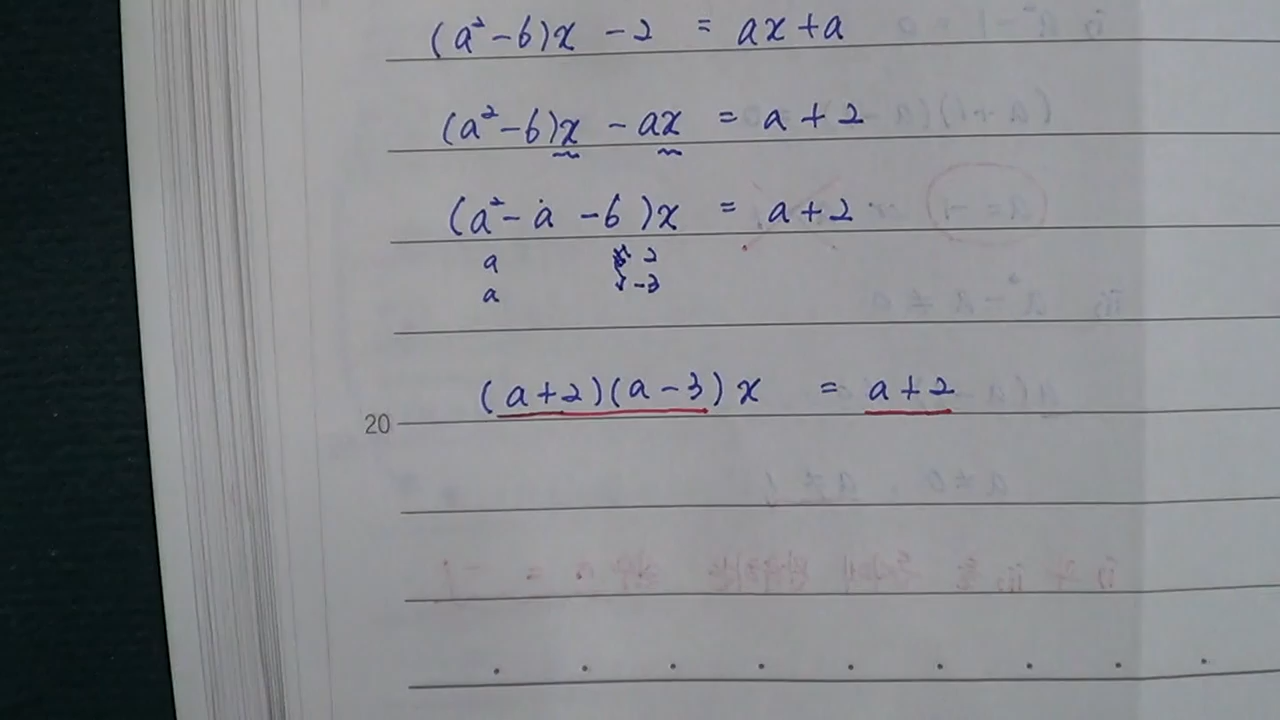 (a²-6)x -2 = ax+a
(a²-6)x -ax = a+2
(a²- a -6)x = a+2
a 2
a -3
(a+2)(a-3)x = a+2
20